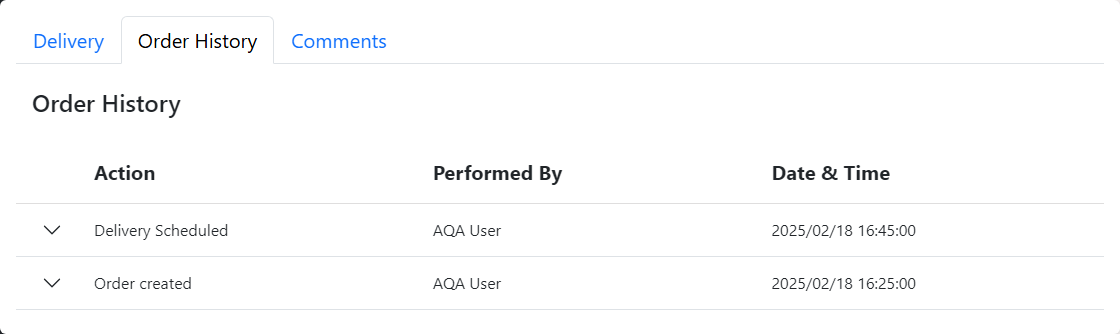 Delivery Order History Comments
Order History
Action Performed By Date & Time
Delivery Scheduled AQA User 2025/02/18 16:45:00
Order created AQA User 2025/02/18 16:25:00